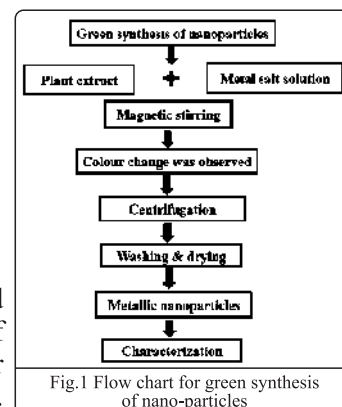 Green synthesis of nanoparticles
Plant extract + Metal salt solution
Magnetic stirring
Colour change was observed
Centrifugation
Washing & drying
Metallic nanoparticles
Characterization
Fig.1 Flow chart for green synthesis
of nano-particles